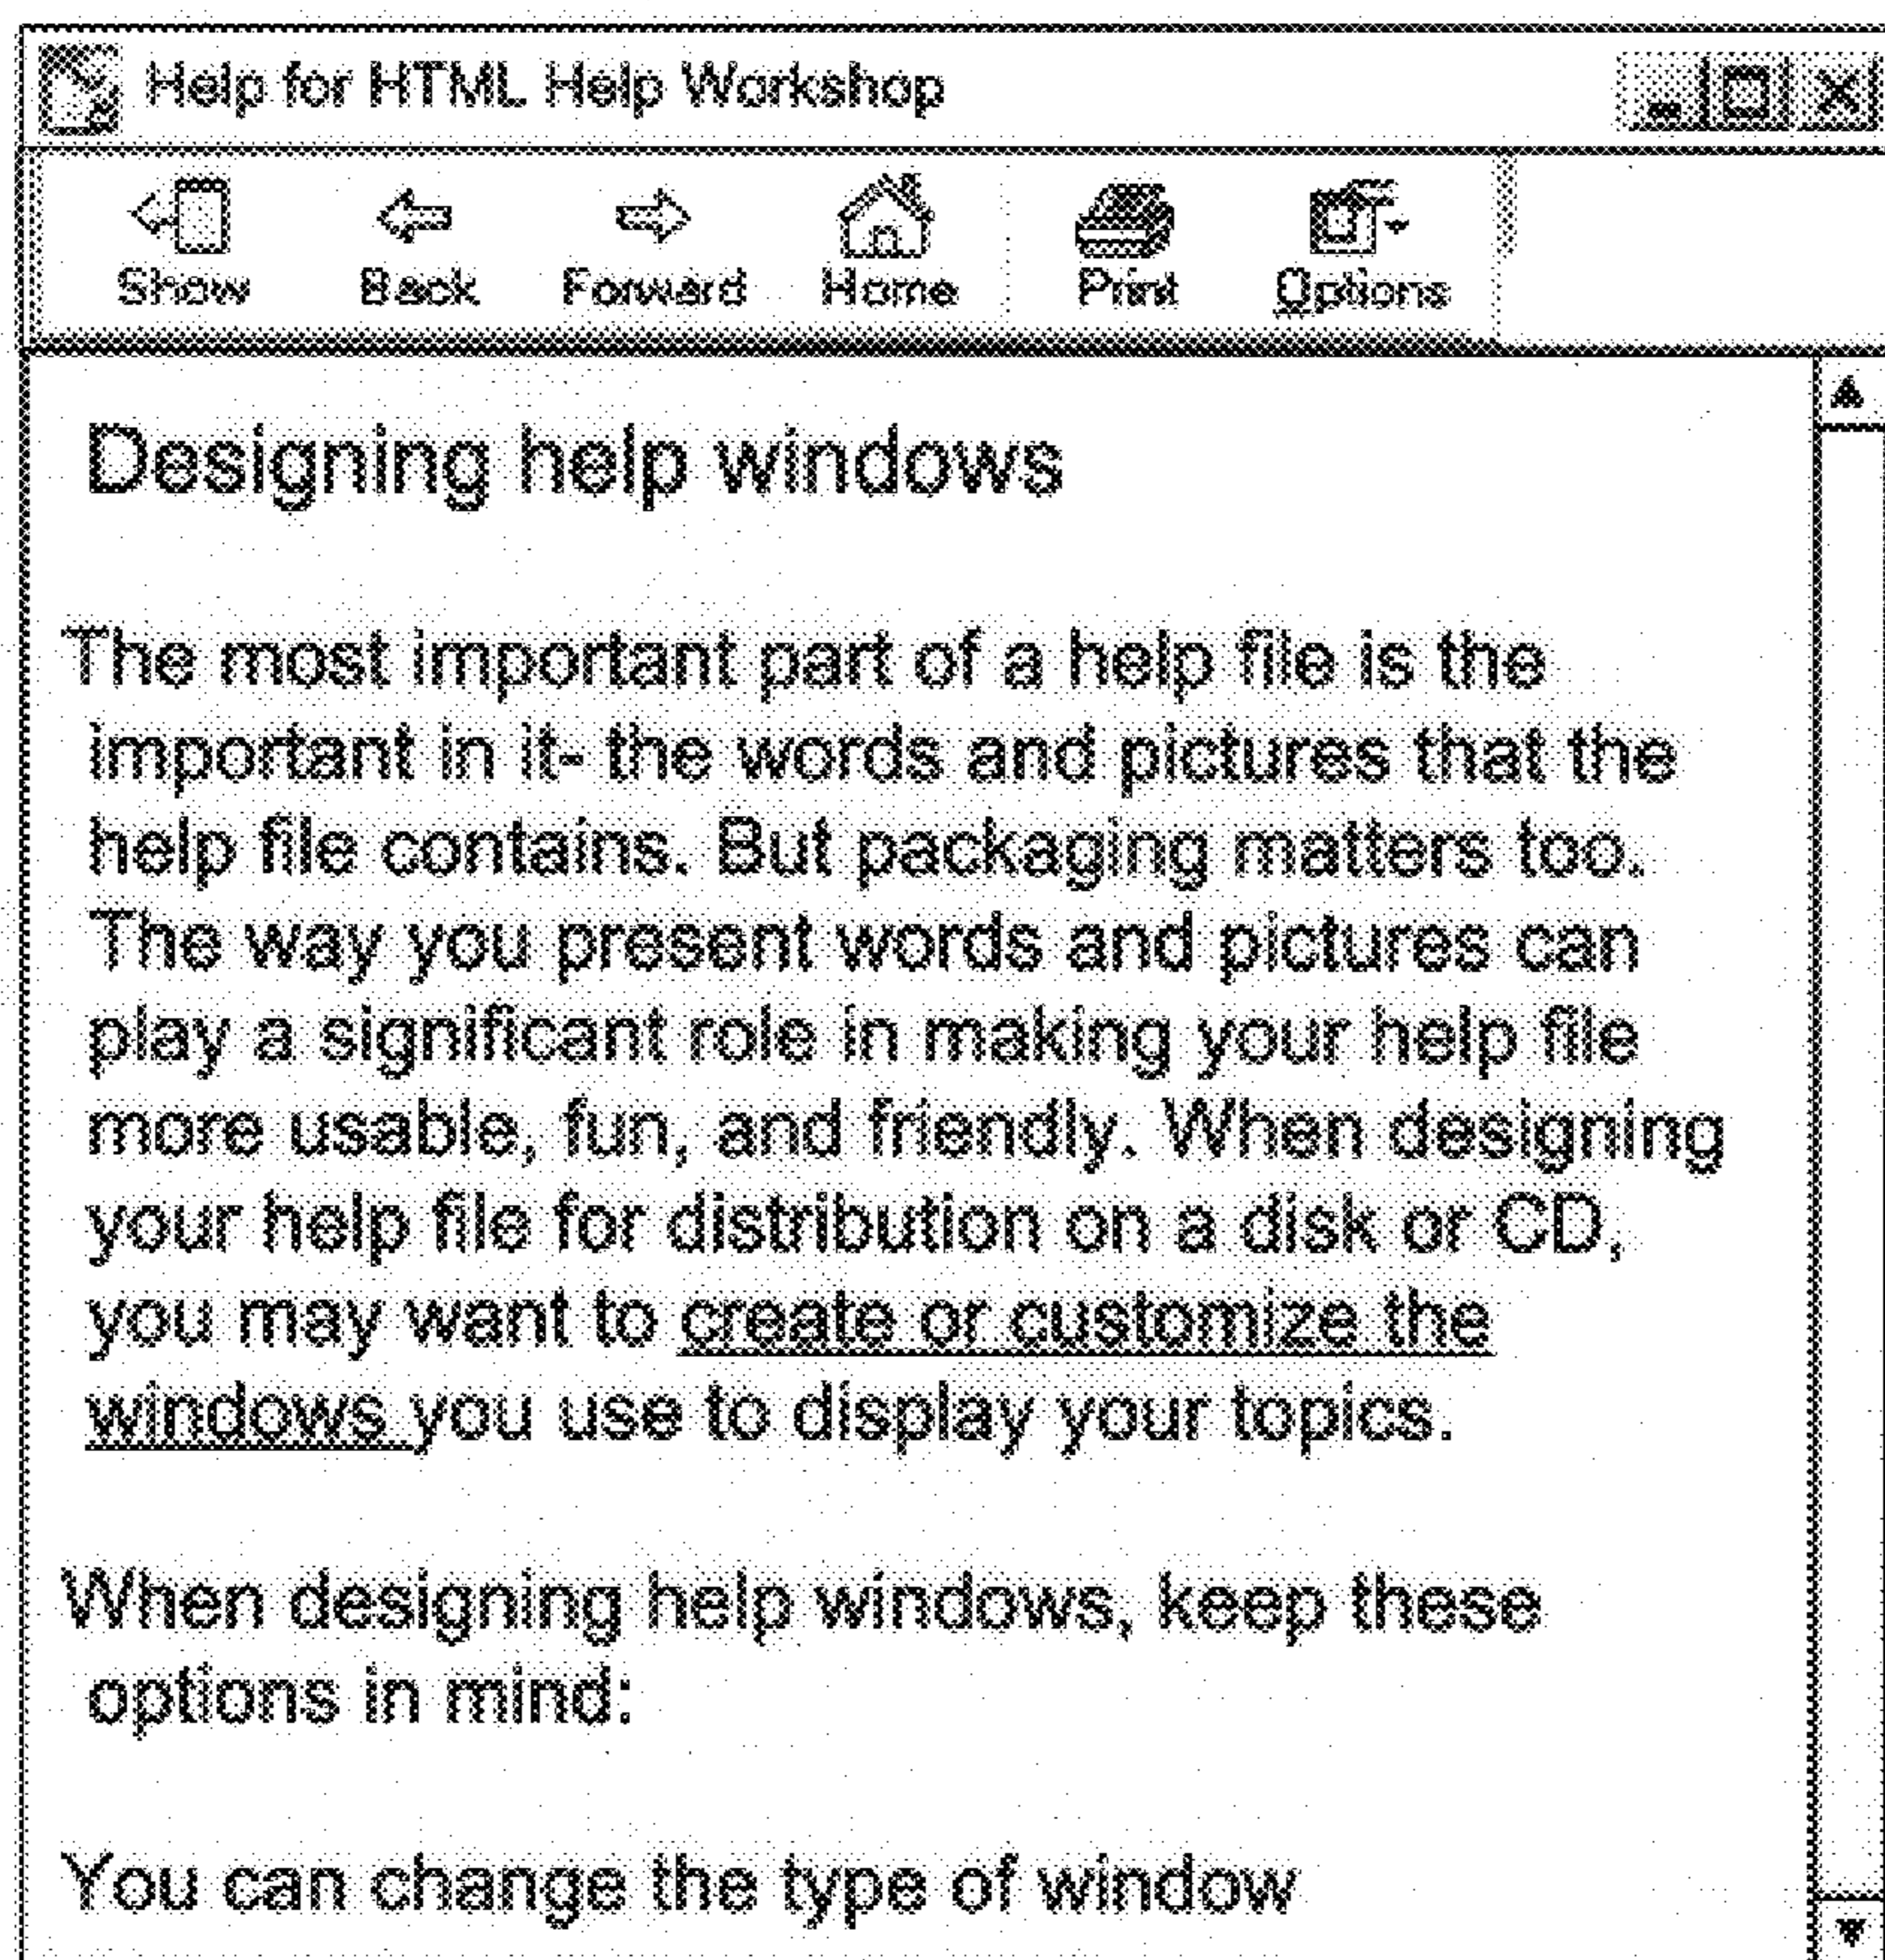 Help for HTML Help Workshop
Show Back Forward Home Print Options
Designing help windows
The most important part of a help file is the
important in it- the words and pictures that the
help file contains. But packaging matters too.
The way you present words and pictures can
play a significant role in making your help file
more usable, fun, and friendly. When designing
your help file for distribution on a disk or CD,
you may want to create or customize the
windows you use to display your topics.
When designing help windows, keep these
options in mind:
You can change the type of window